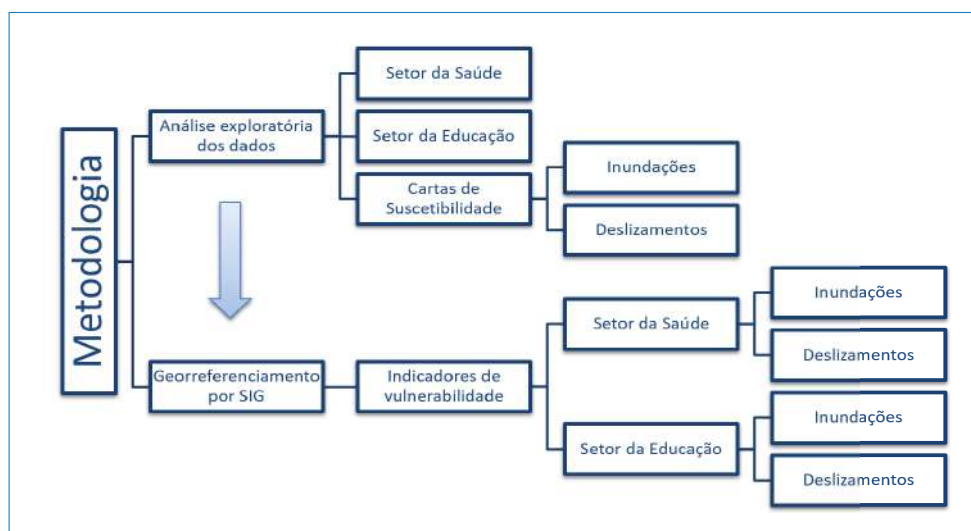 Metodologia
Análise exploratória
dos dados
Setor da Saúde
Setor da Educação
Cartas de
Suscetibilidade
Inundações
Deslizamentos
Georreferenciamento
por SIG
Indicadores de
vulnerabilidade
Setor da Saúde
Inundações
Deslizamentos
Setor da Educação
Inundações
Deslizamentos